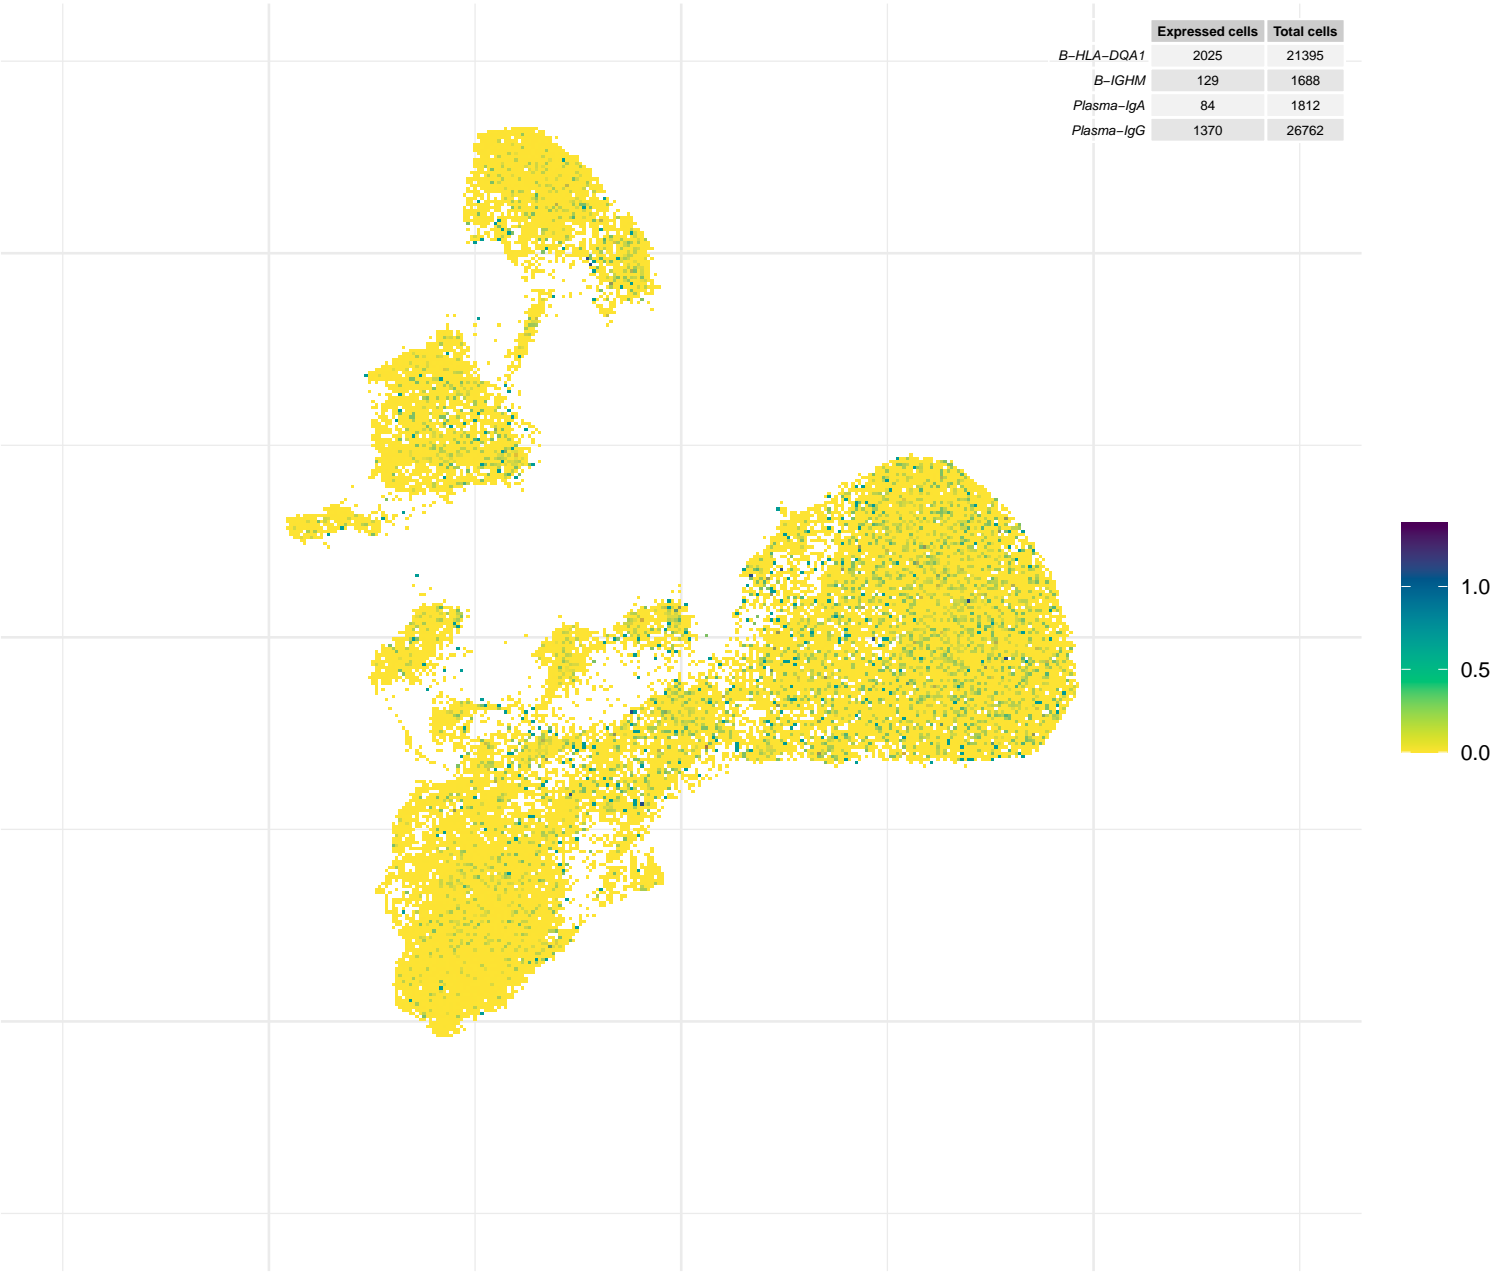 Expressed cells Total cells
B−HLA−DQA1 2025 21395
B−IGHM 129 1688
Plasma−IgA 84 1812
Plasma−IgG 1370 26762
1.0
0.5
0.0